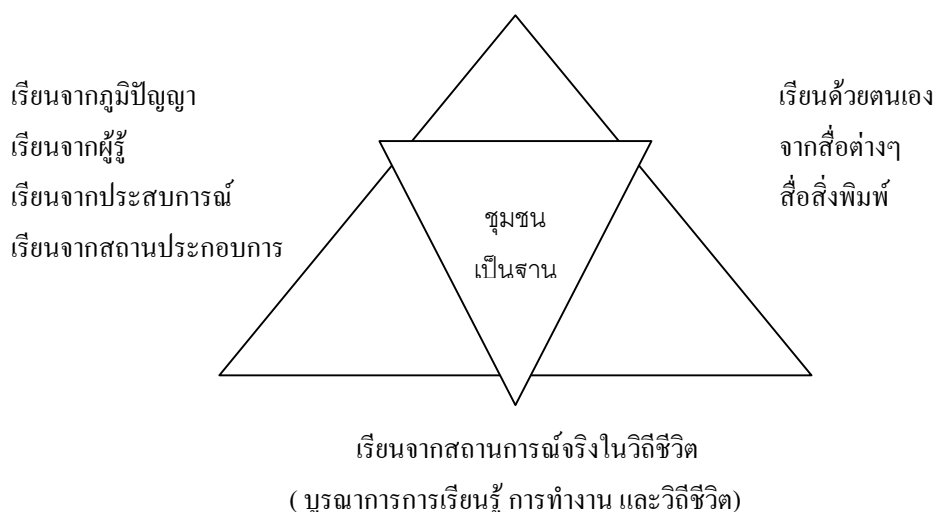 เรียนจากภูมิปัญญา
เรียนจากผู้รู้
เรียนจากประสบการณ์
เรียนจากสถานประกอบการ
เรียนด้วยตนเอง
จากสื่อต่างๆ
สื่อสิ่งพิมพ์
ชุมชน
เป็นฐาน
เรียนจากสถานการณ์จริงในวิถีชีวิต
( บูรณาการการเรียนรู้ การทำงาน และวิถีชีวิต)